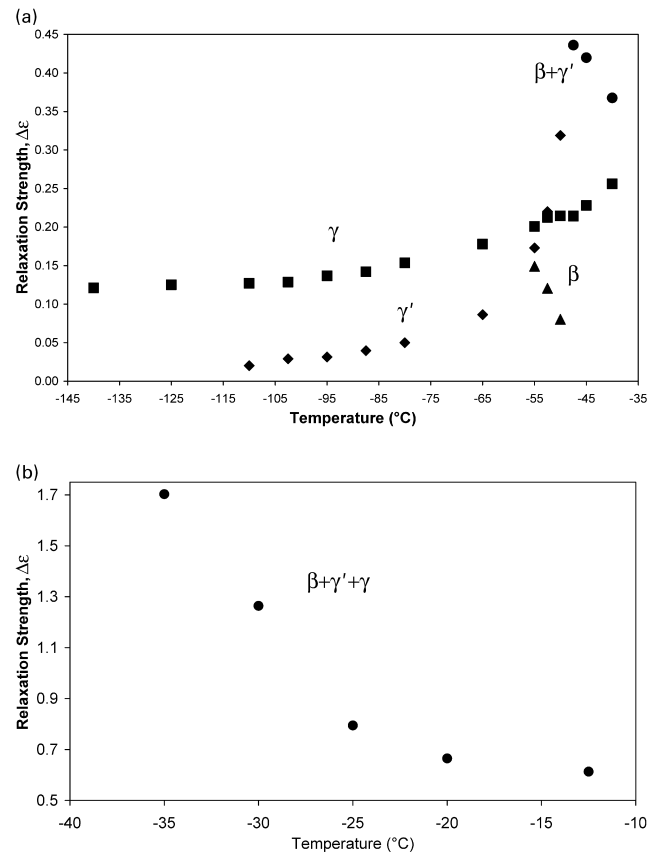 (a)
0.45
0.40
0.35
0.30
0.25
0.20
0.15
0.10
0.05
0.00
Relaxation Strength, Δε
β+γ′
γ
β
γ′
-145 -135 -125 -115 -105 -95 -85 -75 -65 -55 -45 -35
Temperature (°C)
(b)
1.7
1.5
1.3
1.1
0.9
0.7
0.5
Relaxation Strength, Δε
β+γ′+γ
-40 -35 -30 -25 -20 -15 -10
Temperature (°C)